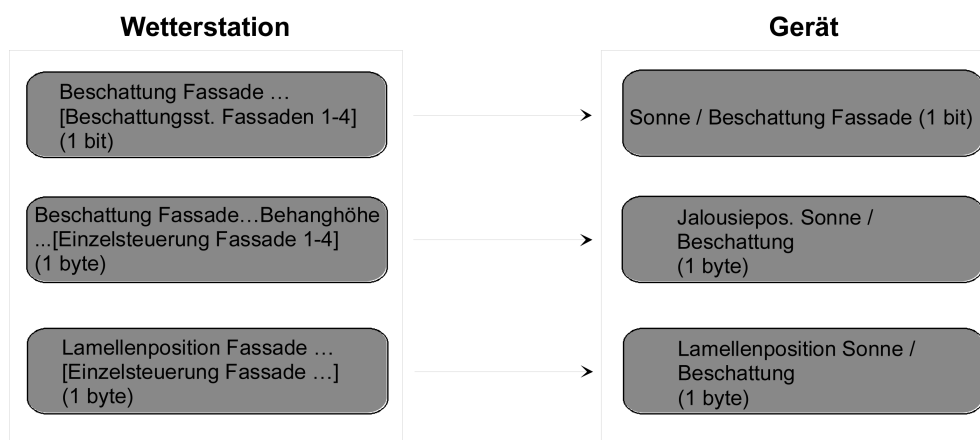 Wetterstation
Gerät
Beschattung Fassade …
[Beschattungsst. Fassaden 1-4]
(1 bit)
Sonne / Beschattung Fassade (1 bit)
Beschattung Fassade…Behanghöhe
...[Einzelsteuerung Fassade 1-4]
(1 byte)
Jalousiepos. Sonne /
Beschattung
(1 byte)
Lamellenposition Fassade …
[Einzelsteuerung Fassade …]
(1 byte)
Lamellenposition Sonne /
Beschattung
(1 byte)